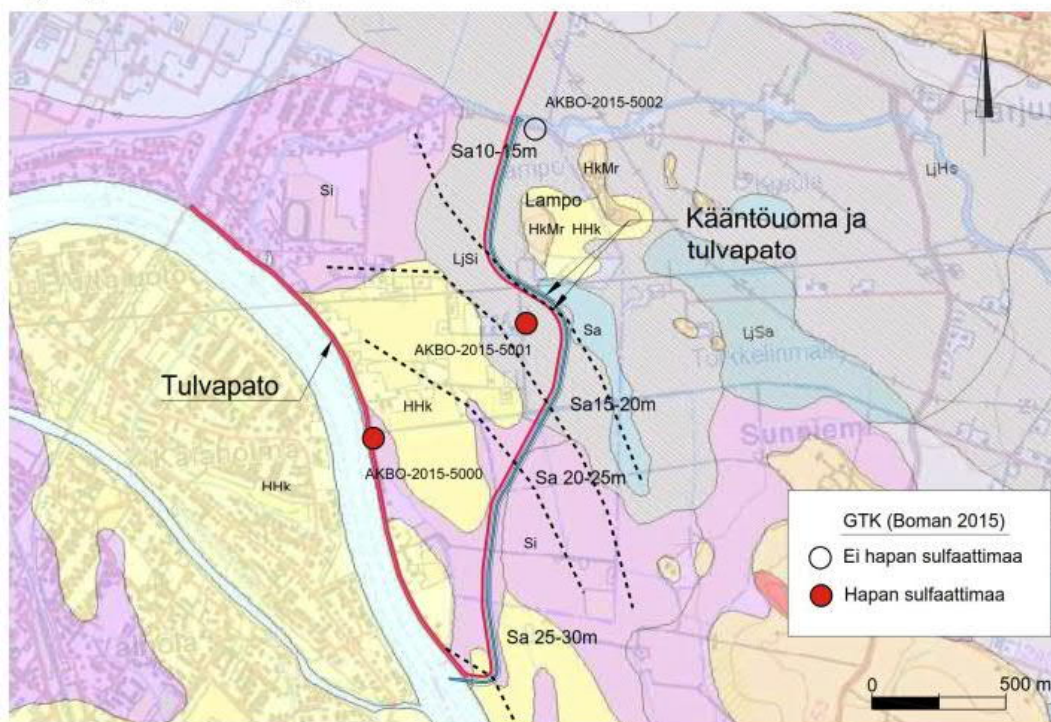 AKBO-2015-5002
Harju
Sa10-15m
HkMr
LjHs
Si
Lampo
HkMr
HHk
Kääntöuoma ja
tulvapato
LjSi
Sa
LjSa
AKBO-2015-5001
Tulvapato
HHk
Sa15-20m
Sunniemi
AKBO-2015-5000
Sa 20-25m
HHk
Si
GTK (Boman 2015)
Ei hapan sulfaattimaa
Hapan sulfaattimaa
Sa 25-30m
0
500 m